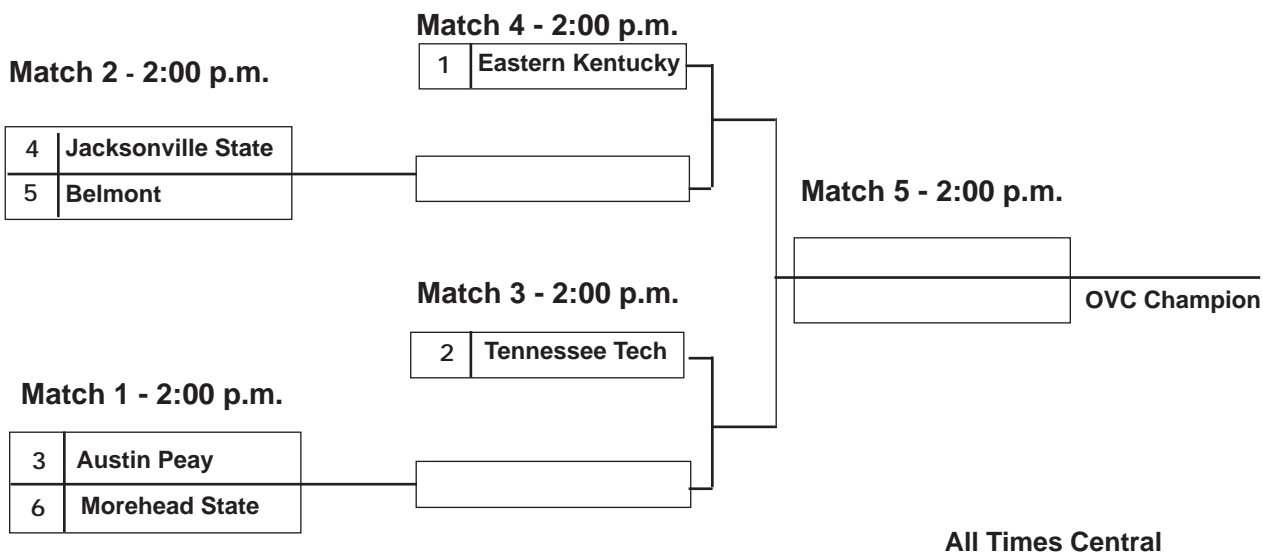 Match 4 - 2:00 p.m.
1 Eastern Kentucky
Match 2 - 2:00 p.m.
4 Jacksonville State
5 Belmont
Match 5 - 2:00 p.m.
OVC Champion
Match 3 - 2:00 p.m.
2 Tennessee Tech
Match 1 - 2:00 p.m.
3 Austin Peay
6 Morehead State
All Times Central